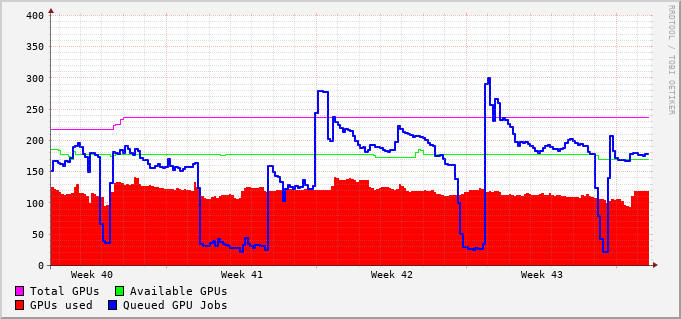 400
350
300
250
200
150
100
50
0
Week 40 Week 41 Week 42 Week 43
Total GPUs Available GPUs
GPUs used Queued GPU Jobs
RRDTOOL / TOBI OETIKER